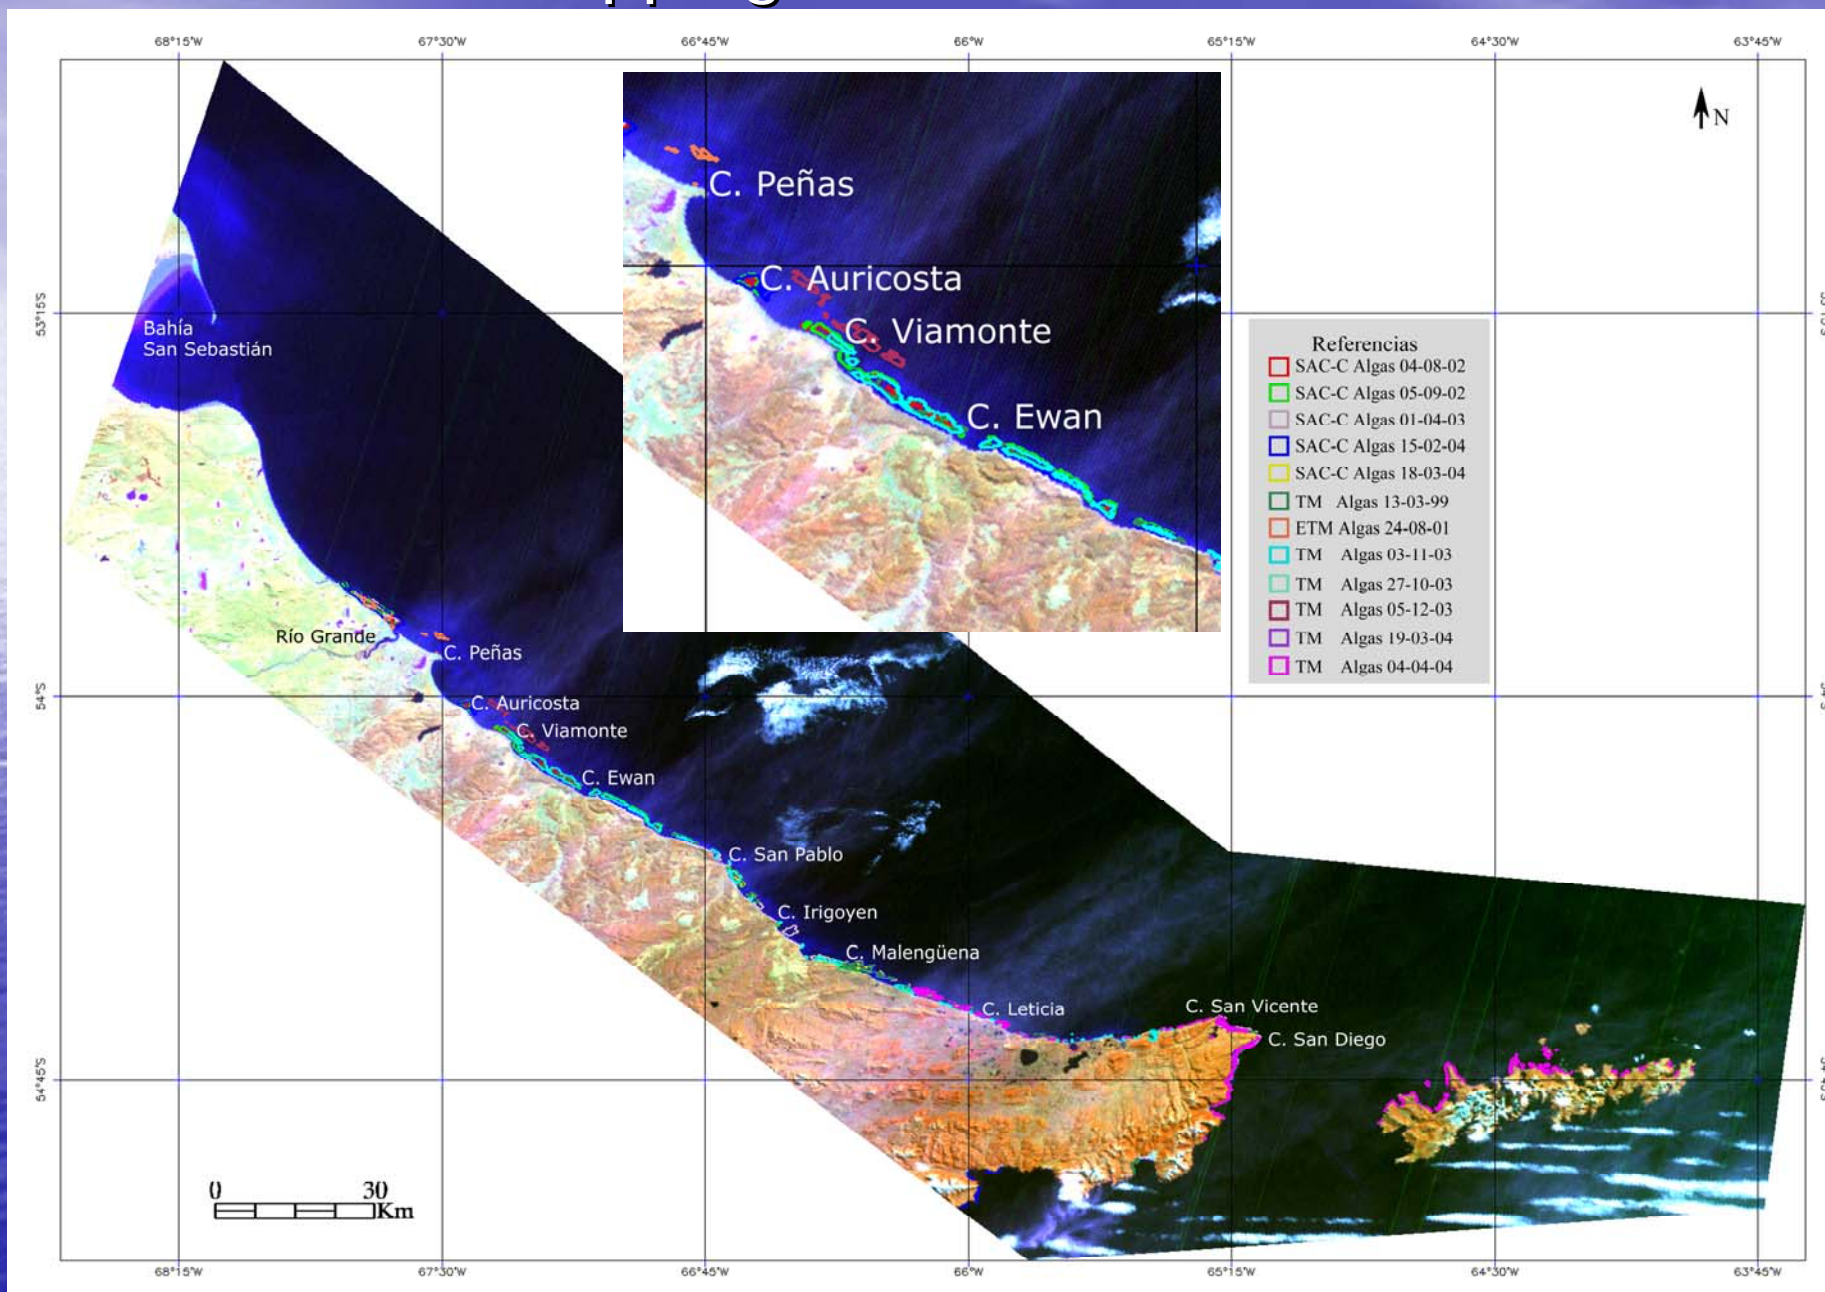 68°15'W 67°30'W 66°45'W 66°W 65°15'W 64°30'W 63°45'W
N
C. Peñas
C. Auricosta
C. Viamonte
C. Ewan
53°15'S
Bahía
San Sebastián
Referencias
SAC-C Algas 04-08-02
SAC-C Algas 05-09-02
SAC-C Algas 01-04-03
SAC-C Algas 15-02-04
SAC-C Algas 18-03-04
TM Algas 13-03-99
ETM Algas 24-08-01
TM Algas 03-11-03
TM Algas 27-10-03
TM Algas 05-12-03
TM Algas 19-03-04
TM Algas 04-04-04
Río Grande
C. Peñas
54°S
C. Auricosta
C. Viamonte
C. Ewan
C. San Pablo
C. Irigoyen
C. Malengüena
C. Leticia
C. San Vicente
C. San Diego
54°45'S
0 30
Km
68°15'W 67°30'W 66°45'W 66°W 65°15'W 64°30'W 63°45'W